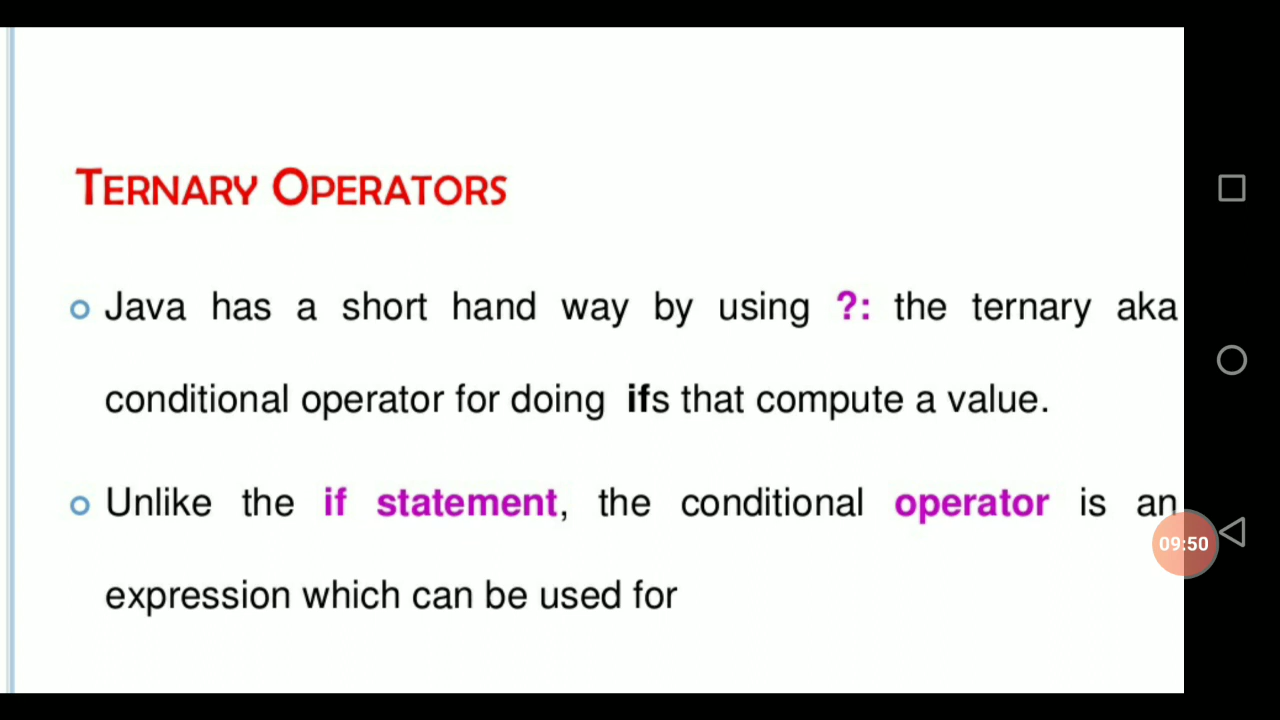 TERNARY OPERATORS
Java has a short hand way by using ?: the ternary aka
conditional operator for doing ifs that compute a value.
Unlike the if statement, the conditional operator is an
expression which can be used for
09:50